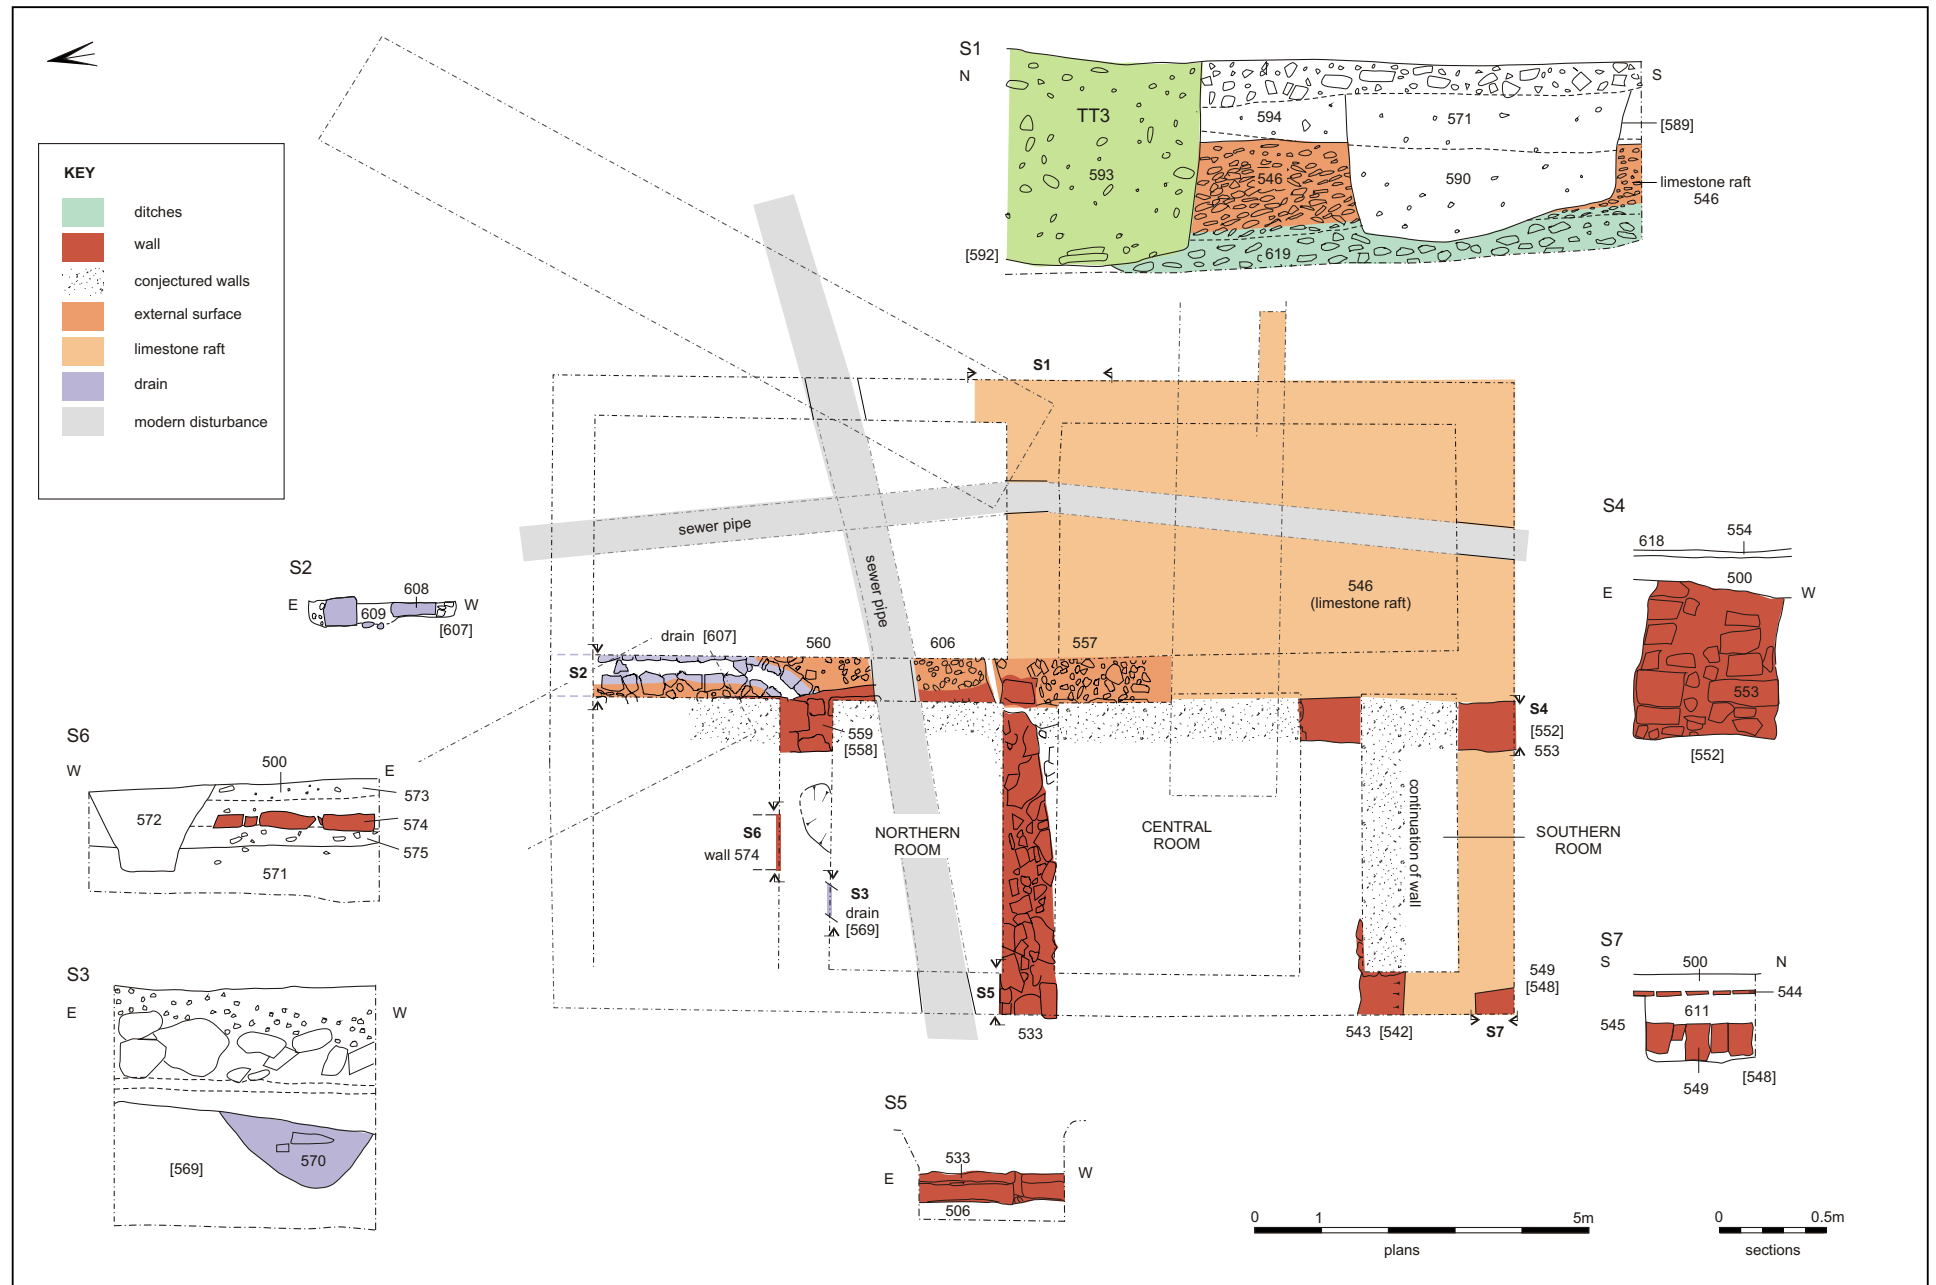 KEY
ditches
wall
conjectured walls
external surface
limestone raft
drain
modern disturbance
S1
N
S
TT3
593
594
571
546
590
619
[592]
[589]
limestone raft
546
S1
sewer pipe
sewer pipe
546
(limestone raft)
S2
E
608
609
W
[607]
drain [607]
560
606
557
S2
559
[558]
S4
[552]
553
S4
618
554
500
E
W
553
[552]
S6
W
500
E
572
573
574
575
571
S6
wall 574
S3
drain
[569]
NORTHERN
ROOM
CENTRAL
ROOM
continuation of wall
SOUTHERN
ROOM
S5
533
543 [542]
S7
549
[548]
S7
S
500
N
544
545
611
549
[548]
S3
E
W
[569]
570
S5
533
E
W
506
0 1 5m
plans
0 0.5m
sections